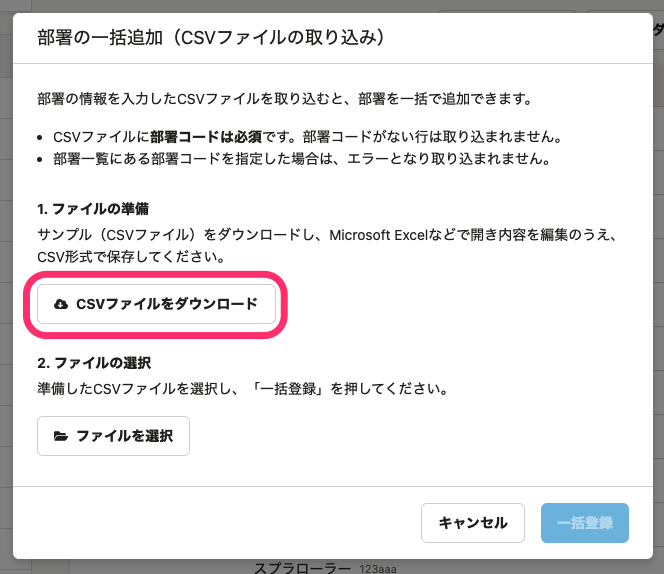 部署の一括追加（CSVファイルの取り込み）
部署の情報を入力したCSVファイルを取り込むと、部署を一括で追加できます。
• CSVファイルに部署コードは必須です。部署コードがない行は取り込まれません。
• 部署一覧にある部署コードを指定した場合は、エラーとなり取り込まれません。
1. ファイルの準備
サンプル（CSVファイル）をダウンロードし、Microsoft Excelなどで開き内容を編集のうえ、
CSV形式で保存してください。
CSVファイルをダウンロード
2. ファイルの選択
準備したCSVファイルを選択し、「一括登録」を押してください。
ファイルを選択
キャンセル
一括登録
スプラローラー 123aaa